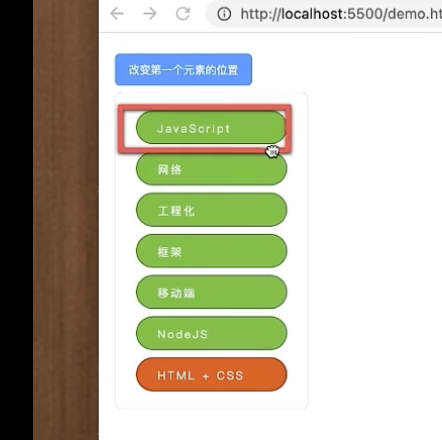 http://localhost:5500/demo.ht
改变第一个元素的位置
JavaScript
网络
工程化
框架
移动端
NodeJS
HTML + CSS